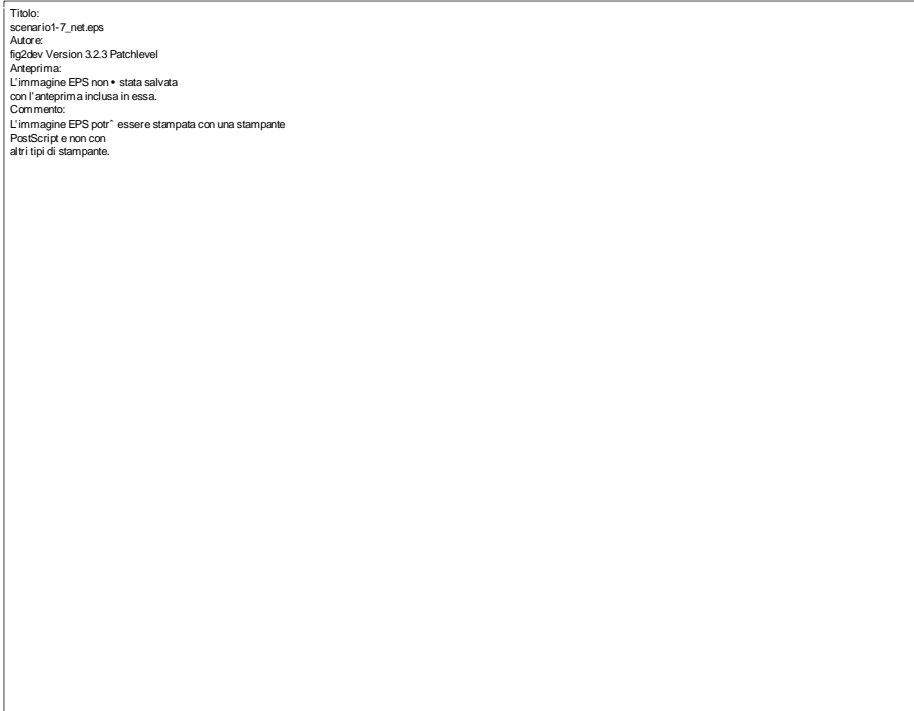 Titolo:
scenario1-7_net.eps
Autore:
fig2dev Version 3.2.3 Patchlevel
Anteprima:
L'immagine EPS non • stata salvata
con l'anteprima inclusa in essa.
Commento:
L'immagine EPS potrˆ essere stampata con una stampante
PostScript e non con
altri tipi di stampante.